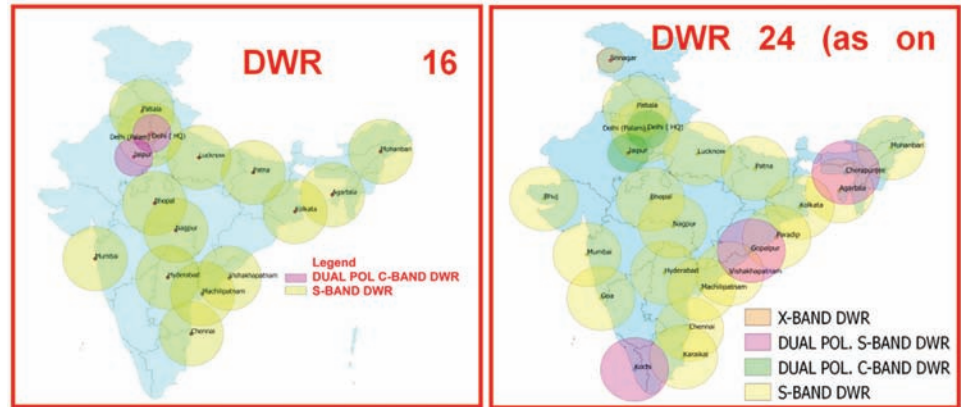 DWR 16
Patiala
Delhi (Palam) Delhi ( HQ)
Jaipur
Lucknow
Patna
Mohanbari
Bhopal
Agartala
Kolkata
Nagpur
Mumbai
Hyderabad
Vishakhapatnam
Machilipatnam
Chennai
Legend
DUAL POL C-BAND DWR
S-BAND DWR
DWR 24 (as on
Srinagar
Patiala
Delhi (Palam) Delhi ( HQ)
Jaipur
Lucknow
Patna
Mohanbari
Cherrapunjee
Agartala
Bhuj
Bhopal
Kolkata
Nagpur
Paradip
Gopalpur
Mumbai
Hyderabad
Vishakhapatnam
Machilipatnam
Goa
Chennai
Karaikal
Kochi
X-BAND DWR
DUAL POL. S-BAND DWR
DUAL POL. C-BAND DWR
S-BAND DWR